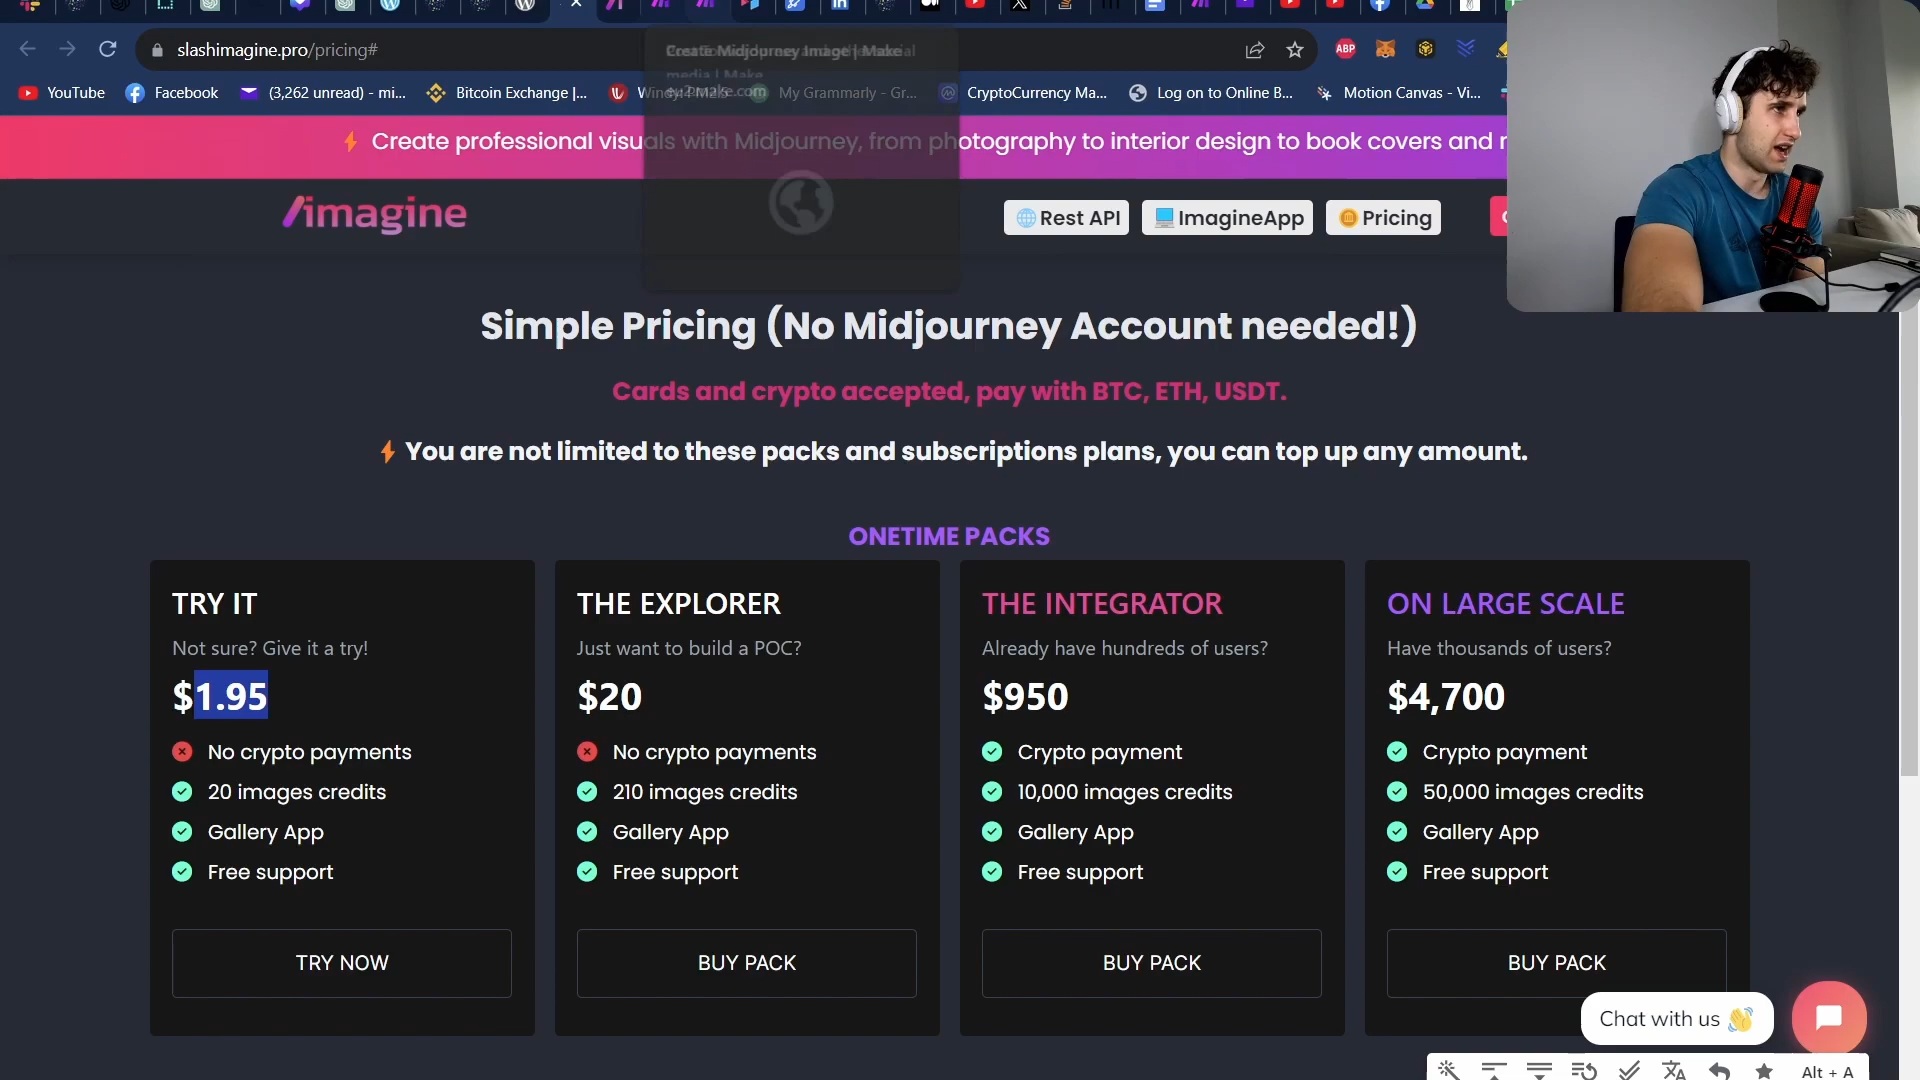 slashimagine.pro/pricing#
ABP
YouTube
Facebook
(3,262 unread) - mi...
Bitcoin Exchange |...
My Grammarly - Gr...
CryptoCurrency Ma...
Log on to Online B...
Motion Canvas - Vi...
Create Midjourney Image | Make
media | Make
Create professional visuals with Midjourney, from photography to interior design to book covers and
/imagine
Rest API
ImagineApp
Pricing
Simple Pricing (No Midjourney Account needed!)
Cards and crypto accepted, pay with BTC, ETH, USDT.
You are not limited to these packs and subscriptions plans, you can top up any amount.
ONETIME PACKS
TRY IT
Not sure? Give it a try!
$1.95
No crypto payments
20 images credits
Gallery App
Free support
TRY NOW
THE EXPLORER
Just want to build a POC?
$20
No crypto payments
210 images credits
Gallery App
Free support
BUY PACK
THE INTEGRATOR
Already have hundreds of users?
$950
Crypto payment
10,000 images credits
Gallery App
Free support
BUY PACK
ON LARGE SCALE
Have thousands of users?
$4,700
Crypto payment
50,000 images credits
Gallery App
Free support
BUY PACK
Chat with us 👋
Alt + A